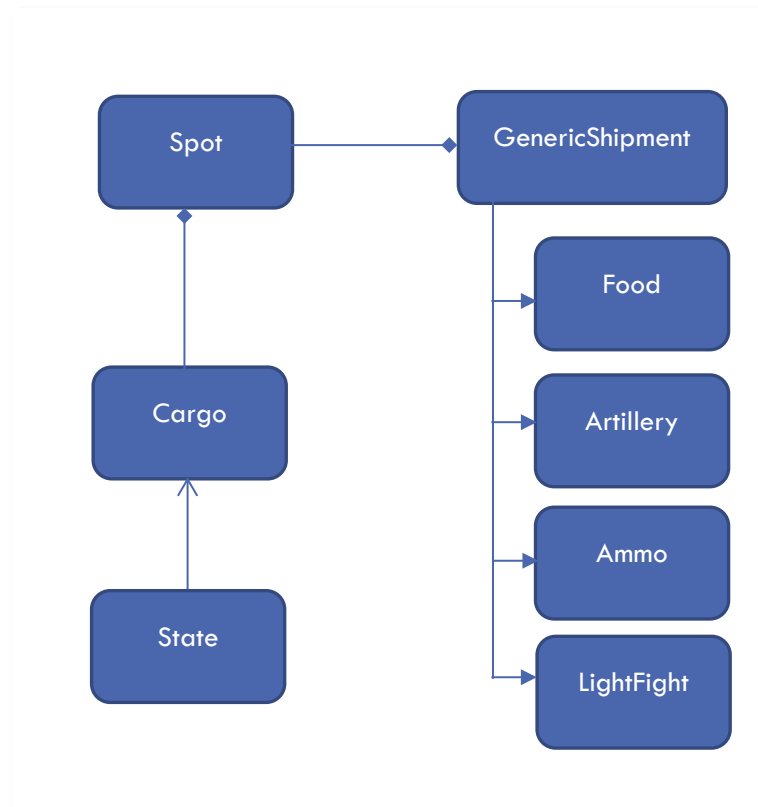 Spot
GenericShipment
Food
Cargo
Artillery
Ammo
State
LightFight